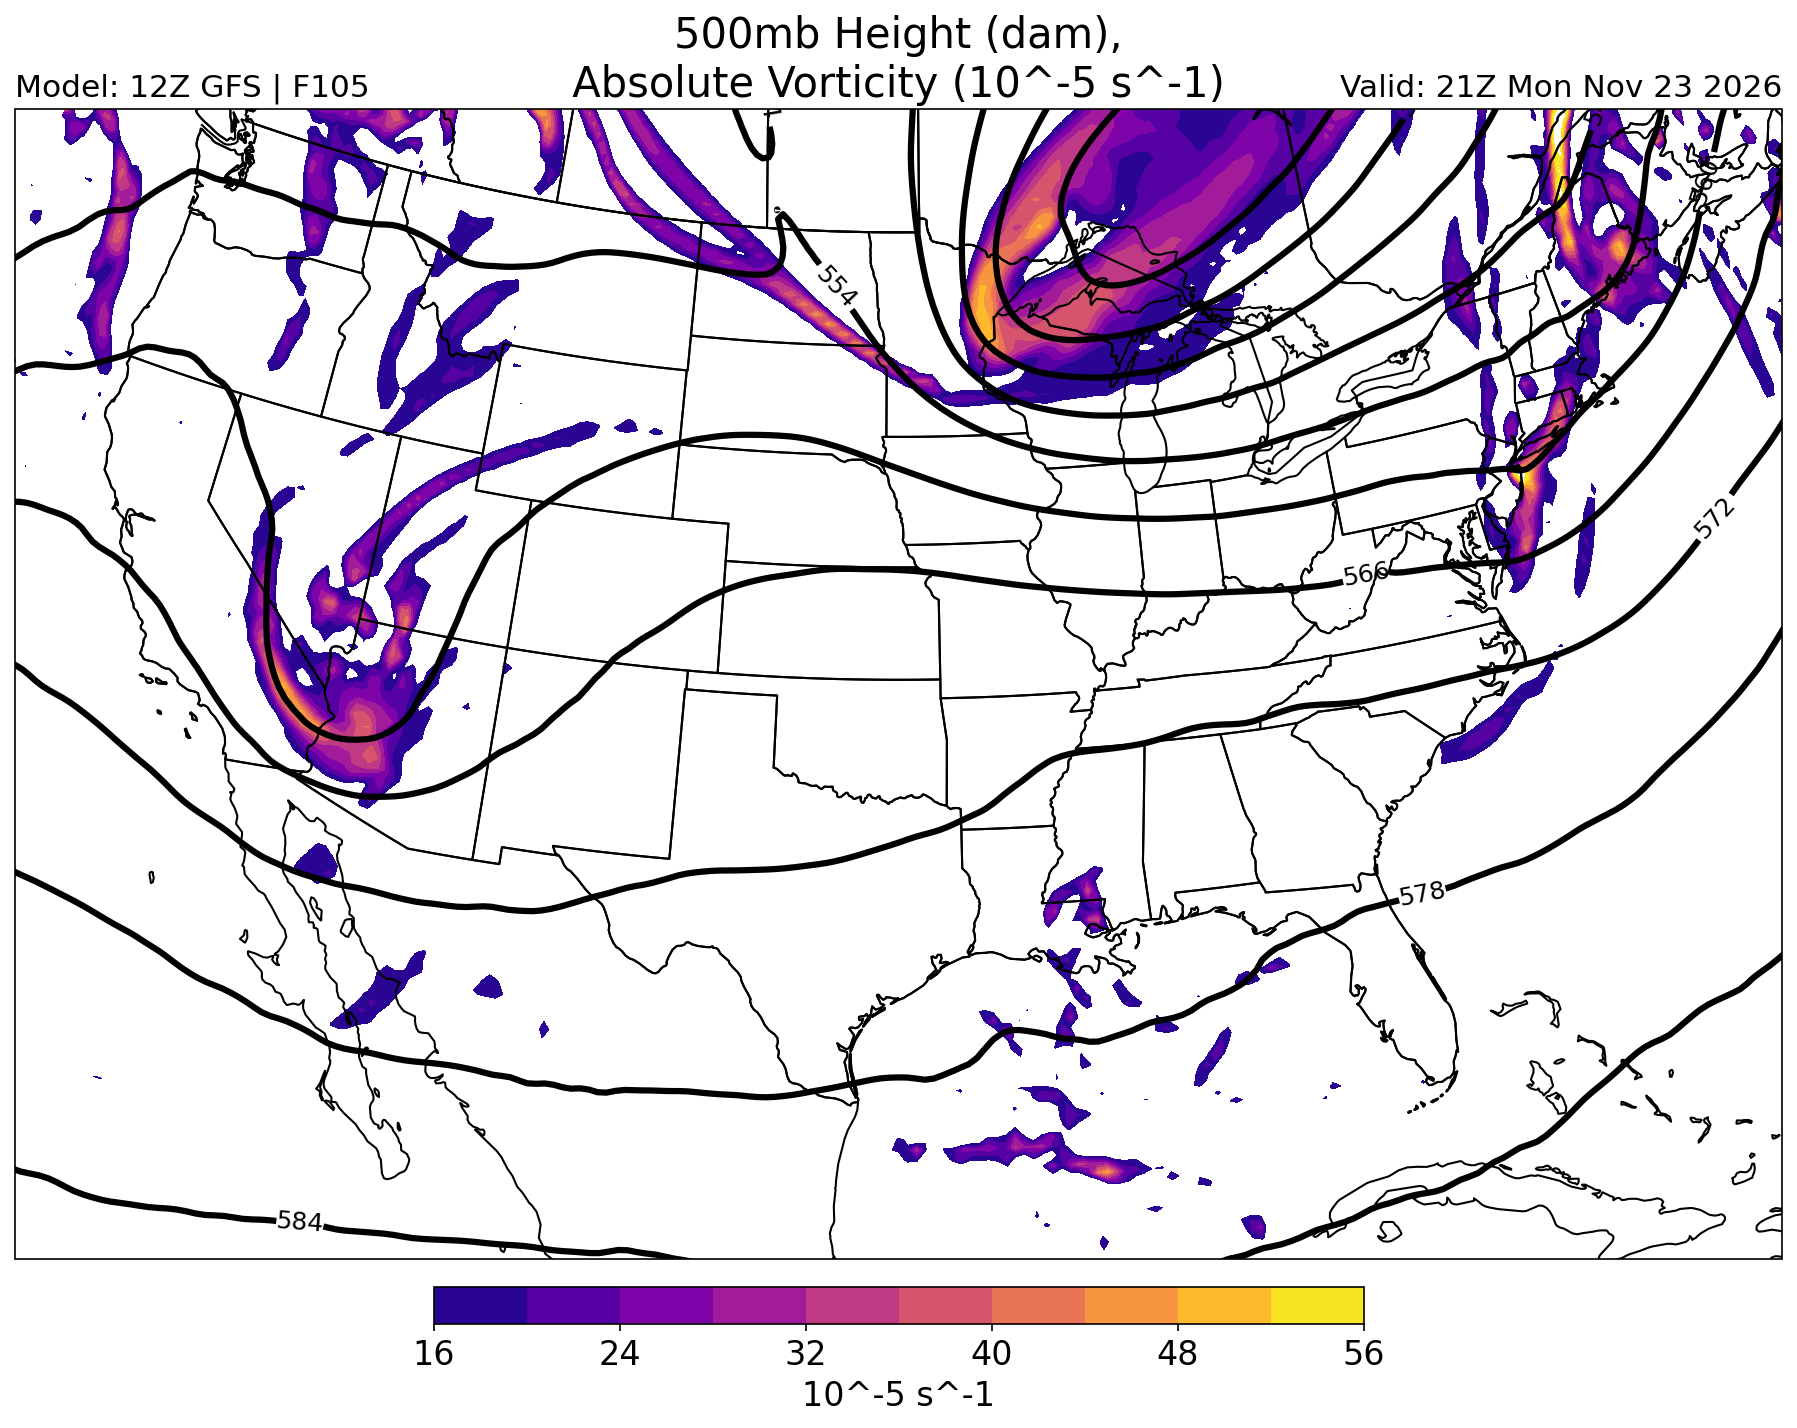 500mb Height (dam),
Model: 12Z GFS | F105
Absolute Vorticity (10^-5 s^-1)
Valid: 21Z Mon Nov 23 2026
554
572
566
578
584
16 24 32 40 48 56
10^-5 s^-1